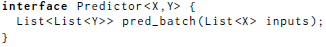 interface Predictor<X,Y> {
  List<List<Y>> pred_batch(List<X> inputs);
}